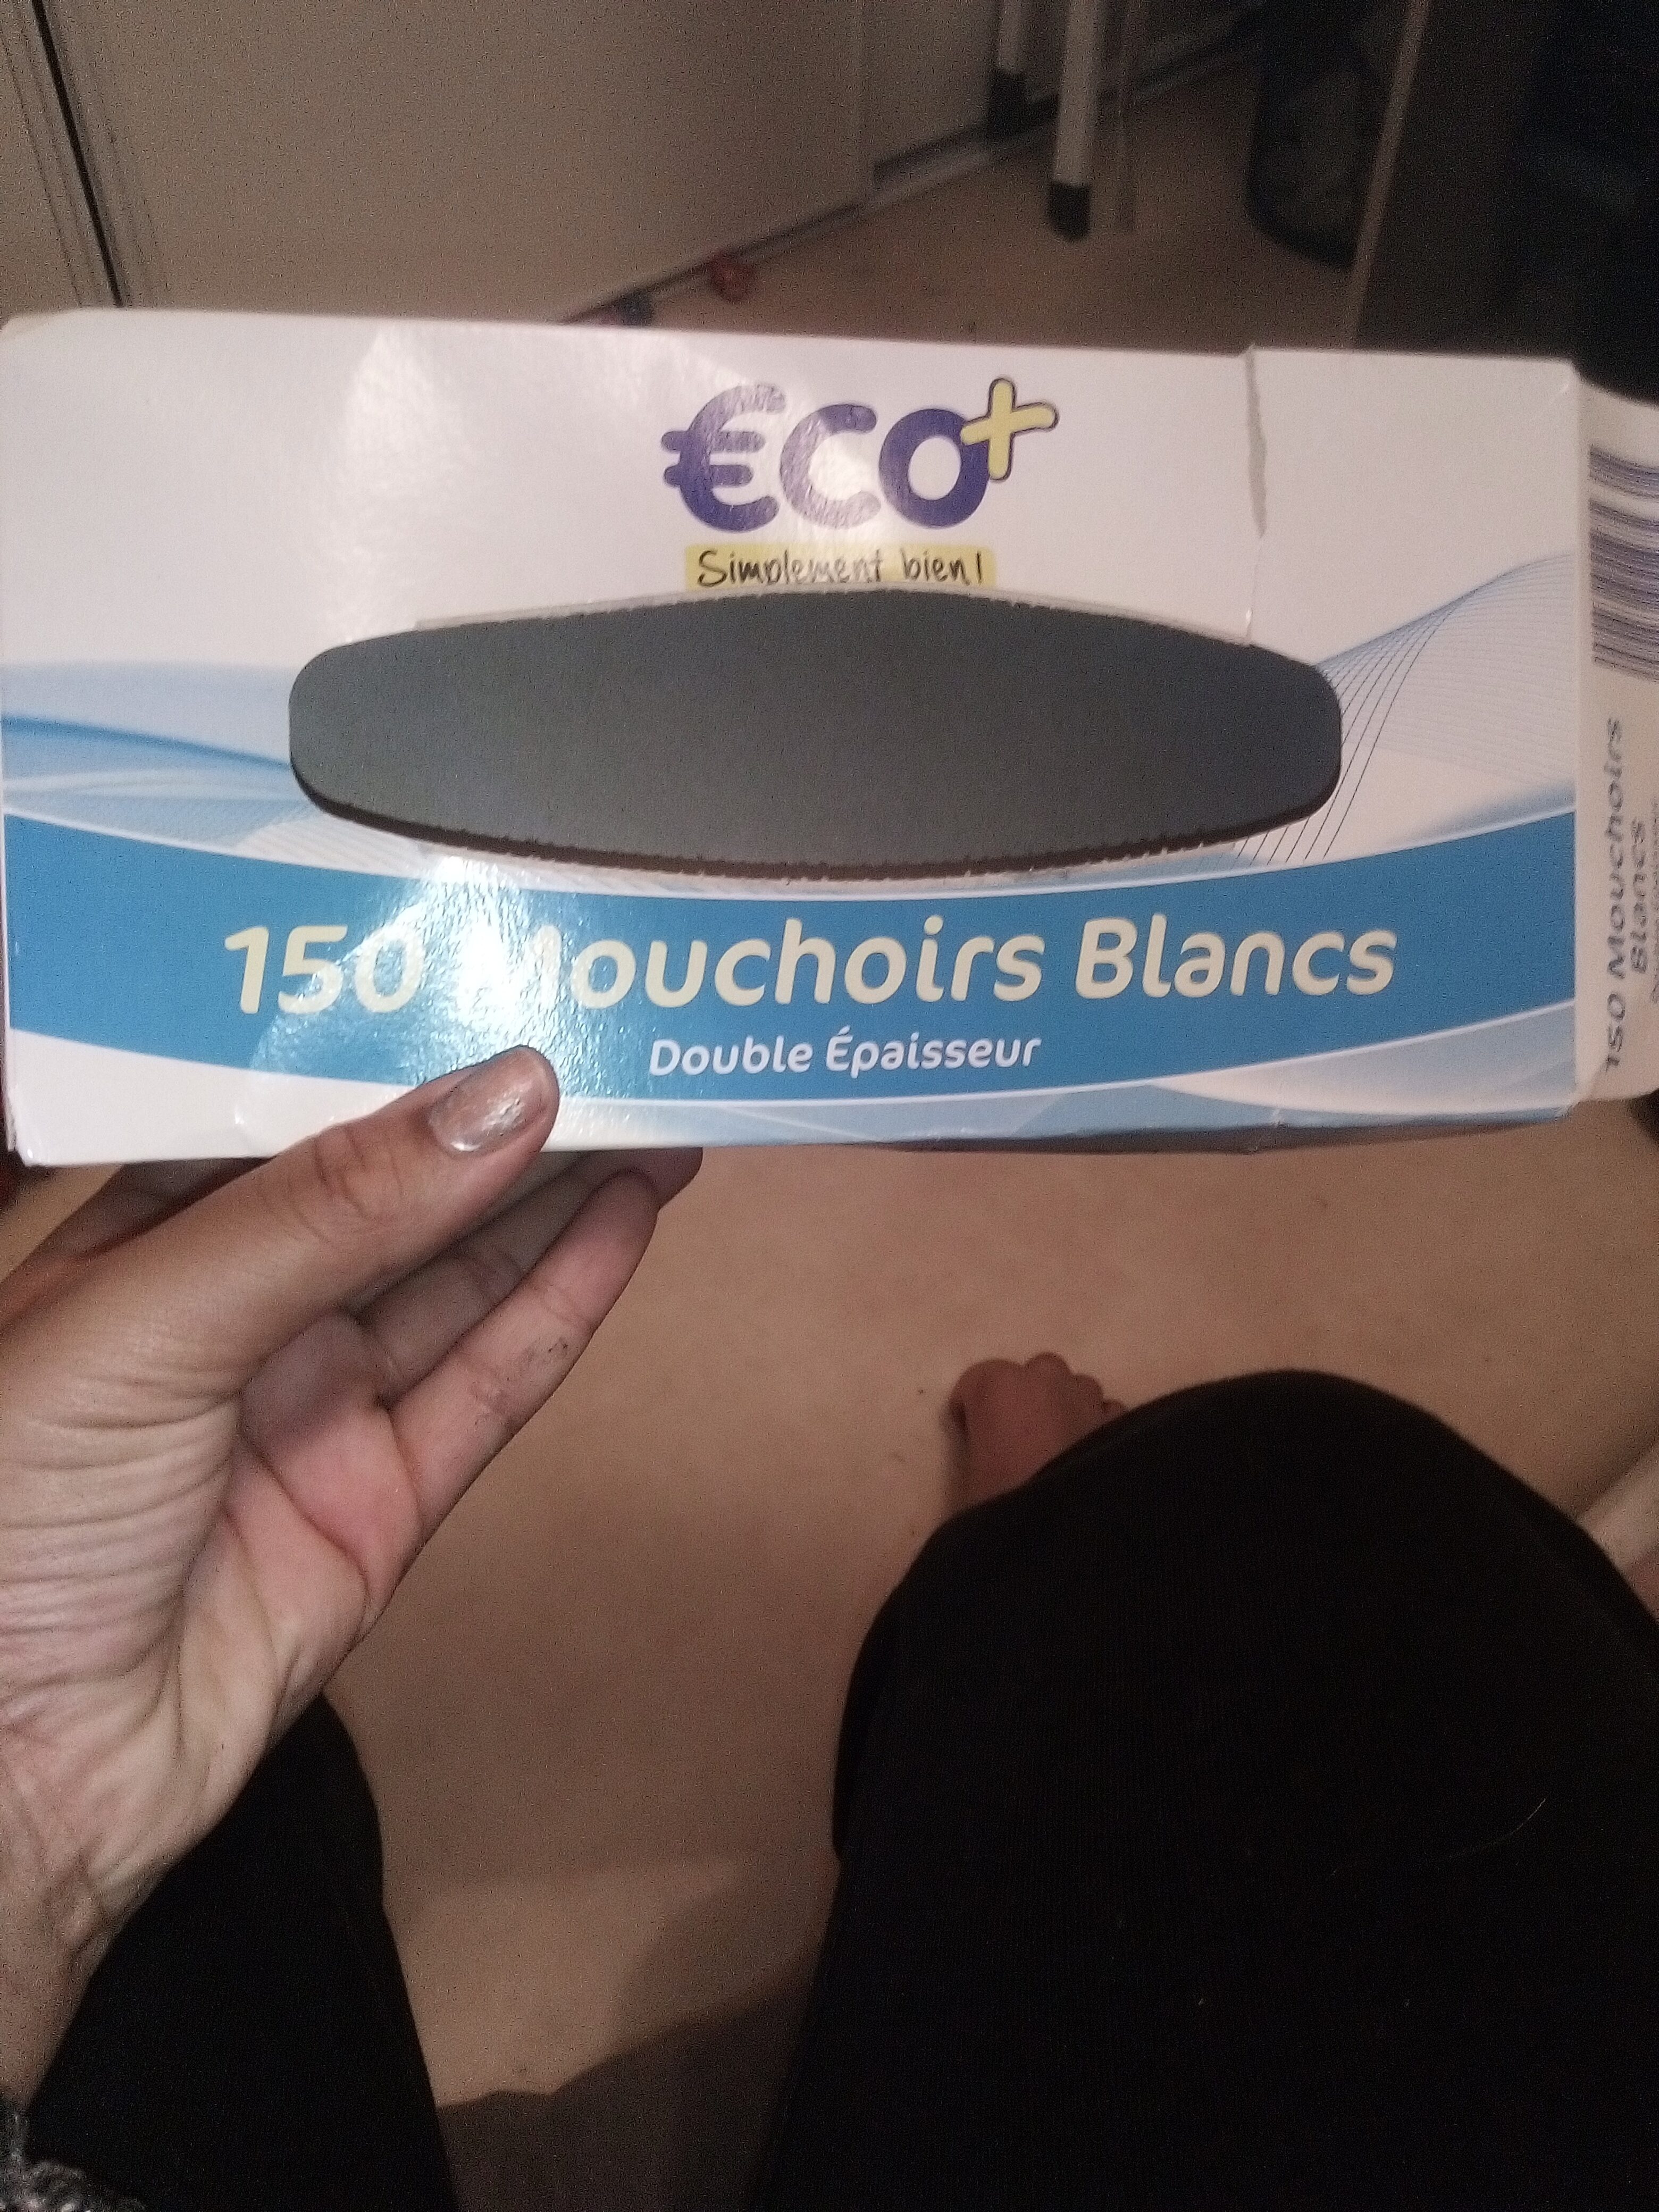 €CO+
Simplement bien!
150 Mouchoirs Blancs
Double Épaisseur
150 Mouchoirs
Blancs